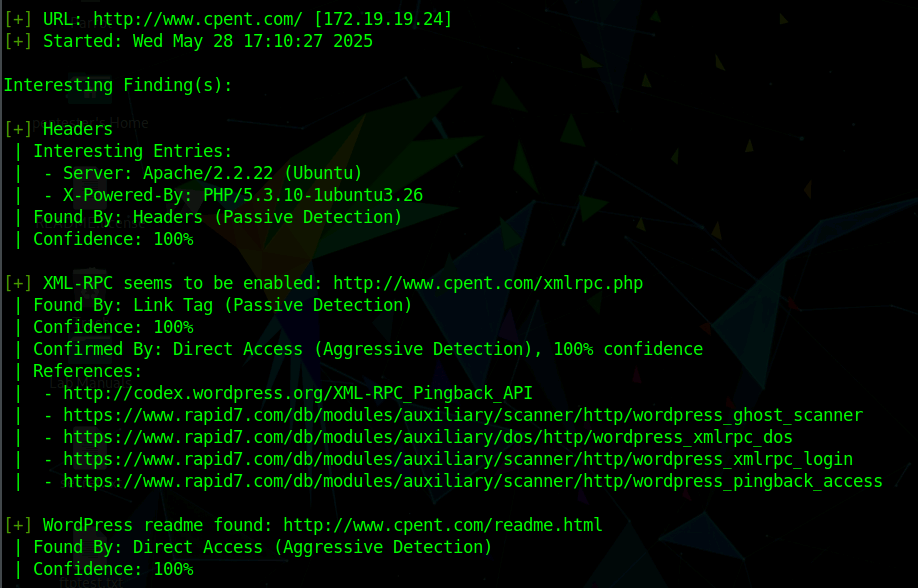 [+] URL: http://www.cpent.com/ [172.19.19.24]
[+] Started: Wed May 28 17:10:27 2025
Interesting Finding(s):
[+] Headers
| Interesting Entries:
|  - Server: Apache/2.2.22 (Ubuntu)
|  - X-Powered-By: PHP/5.3.10-1ubuntu3.26
| Found By: Headers (Passive Detection)
| Confidence: 100%
[+] XML-RPC seems to be enabled: http://www.cpent.com/xmlrpc.php
| Found By: Link Tag (Passive Detection)
| Confidence: 100%
| Confirmed By: Direct Access (Aggressive Detection), 100% confidence
| References:
|  - http://codex.wordpress.org/XML-RPC_Pingback_API
|  - https://www.rapid7.com/db/modules/auxiliary/scanner/http/wordpress_ghost_scanner
|  - https://www.rapid7.com/db/modules/auxiliary/dos/http/wordpress_xmlrpc_dos
|  - https://www.rapid7.com/db/modules/auxiliary/scanner/http/wordpress_xmlrpc_login
|  - https://www.rapid7.com/db/modules/auxiliary/scanner/http/wordpress_pingback_access
[+] WordPress readme found: http://www.cpent.com/readme.html
| Found By: Direct Access (Aggressive Detection)
| Confidence: 100%
ftptest.txt